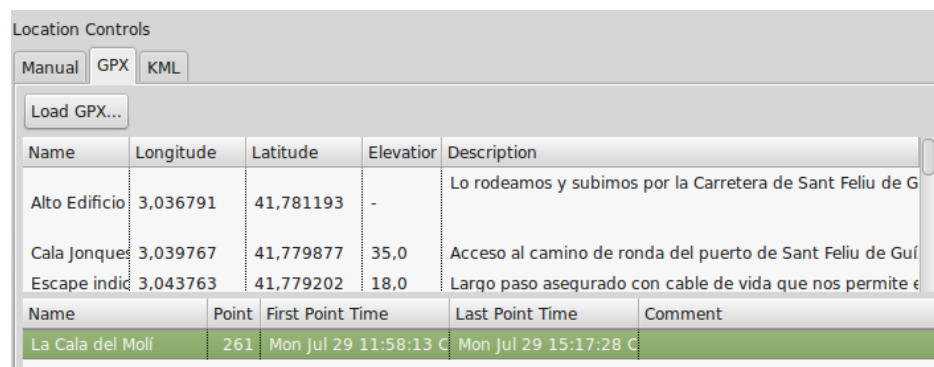 Location Controls
Manual GPX KML
Load GPX...
Name Longitude Latitude Elevation Description
Alto Edificio 3,036791 41,781193 - Lo rodeamos y subimos por la Carretera de Sant Feliu de G
Cala Jonques 3,039767 41,779877 35,0 Acceso al camino de ronda del puerto de Sant Feliu de Guí
Escape indic 3,043763 41,779202 18,0 Largo paso asegurado con cable de vida que nos permite e
Name Point First Point Time Last Point Time Comment
La Cala del Molí 261 Mon Jul 29 11:58:13 C Mon Jul 29 15:17:28 C